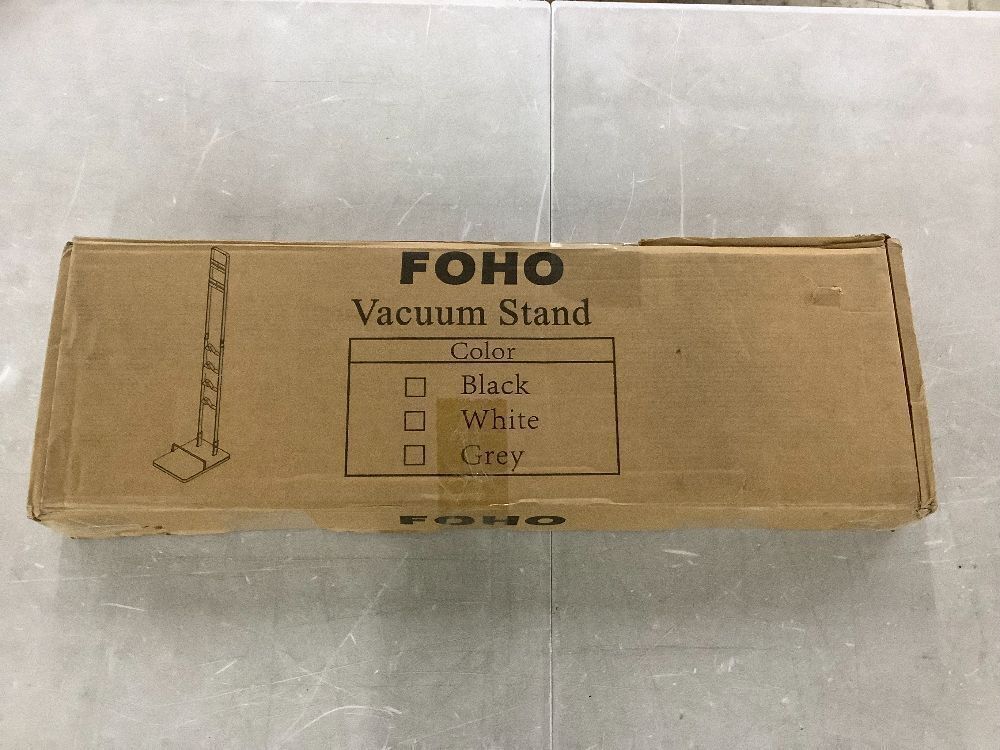 FOHO
Vacuum Stand
Color
Black
White
Grey
FOHO